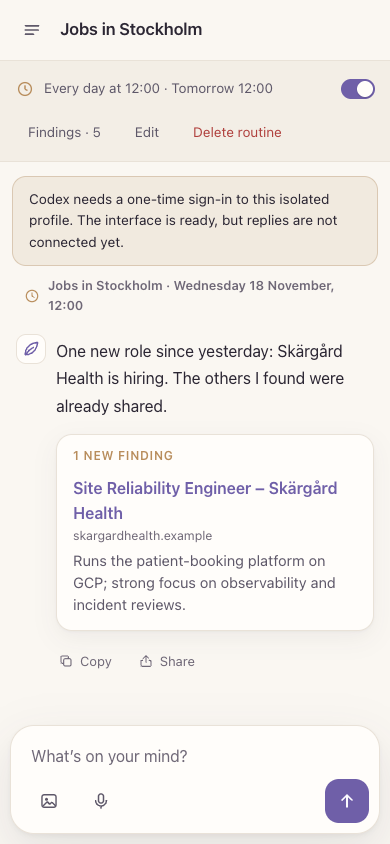 Jobs in Stockholm
Every day at 12:00 · Tomorrow 12:00
Findings · 5
Edit
Delete routine
Codex needs a one-time sign-in to this isolated
profile. The interface is ready, but replies are not
connected yet.
Jobs in Stockholm · Wednesday 18 November,
12:00
One new role since yesterday: Skärgård
Health is hiring. The others I found were
already shared.
1 NEW FINDING
Site Reliability Engineer – Skärgård
Health
skargardhealth.example
Runs the patient-booking platform on
GCP; strong focus on observability and
incident reviews.
Copy
Share
What's on your mind?